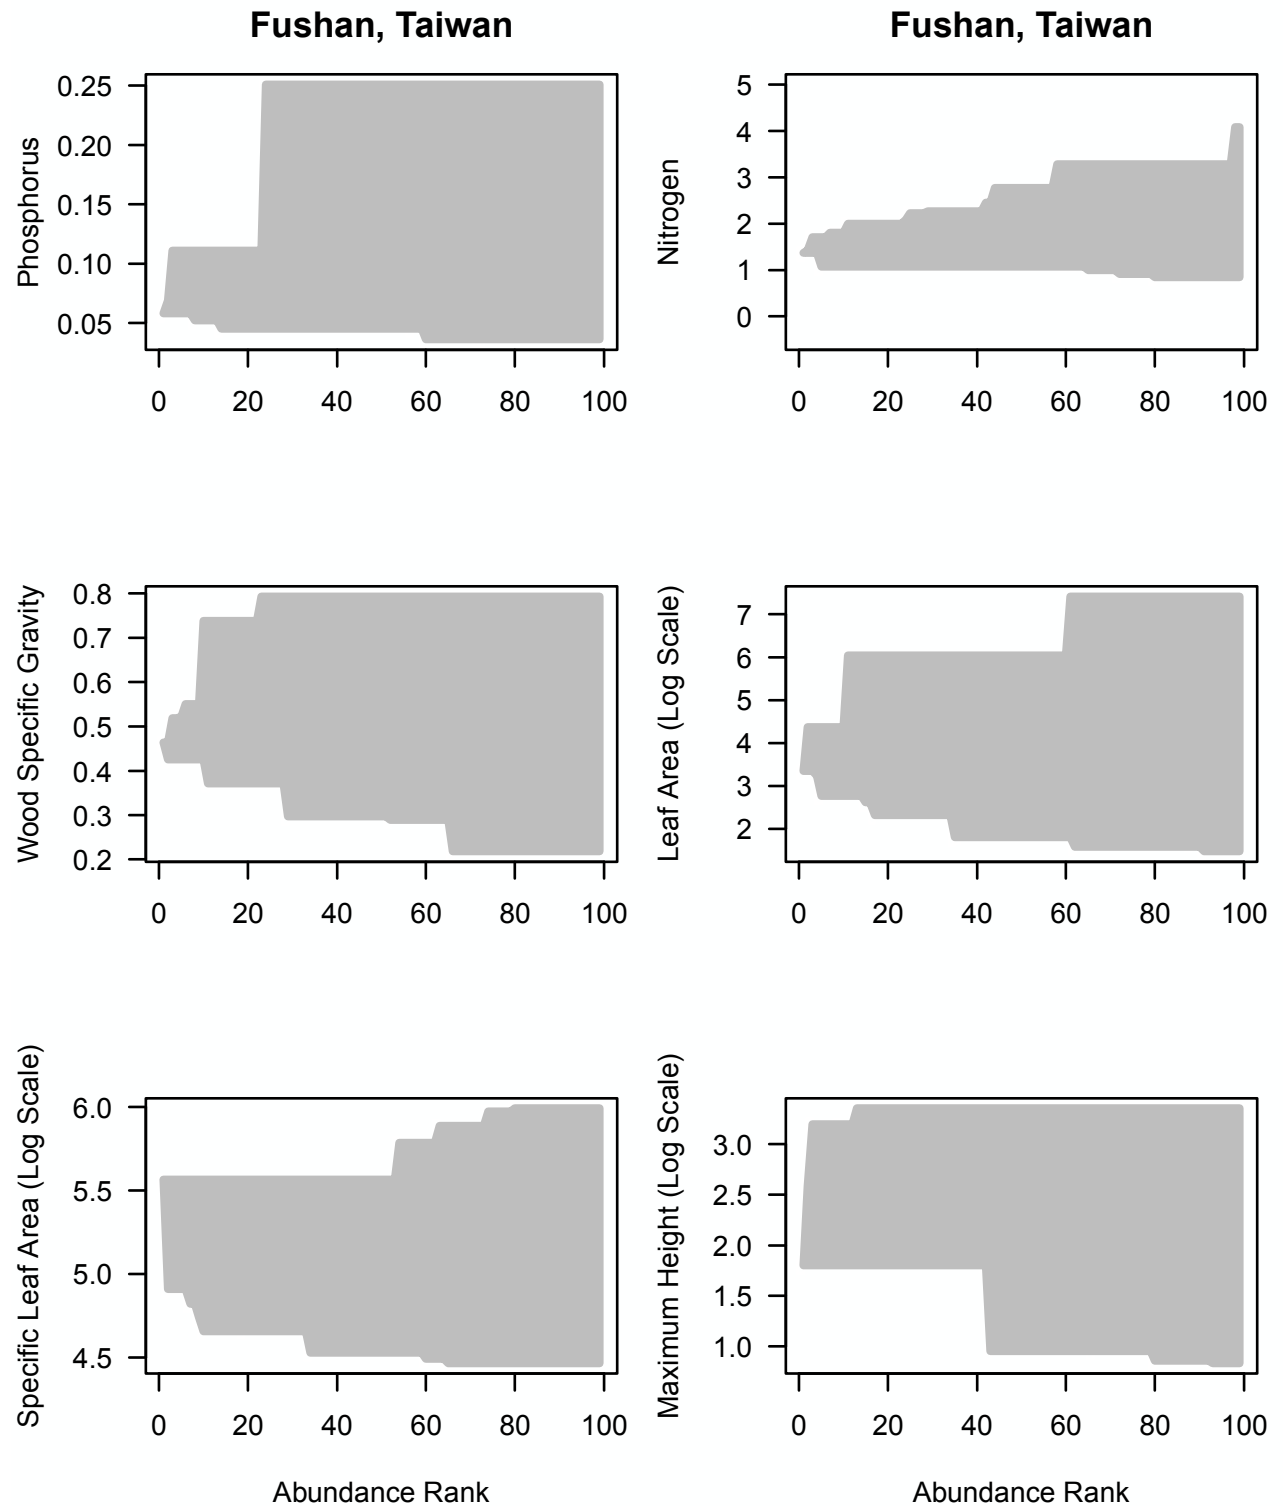 Fushan, Taiwan
Phosphorus
0.25
0.20
0.15
0.10
0.05
0 20 40 60 80 100
Fushan, Taiwan
Nitrogen
5
4
3
2
1
0
0 20 40 60 80 100
Wood Specific Gravity
0.8
0.7
0.6
0.5
0.4
0.3
0.2
0 20 40 60 80 100
Leaf Area (Log Scale)
7
6
5
4
3
2
0 20 40 60 80 100
Specific Leaf Area (Log Scale)
6.0
5.5
5.0
4.5
0 20 40 60 80 100
Abundance Rank
Maximum Height (Log Scale)
3.0
2.5
2.0
1.5
1.0
0 20 40 60 80 100
Abundance Rank